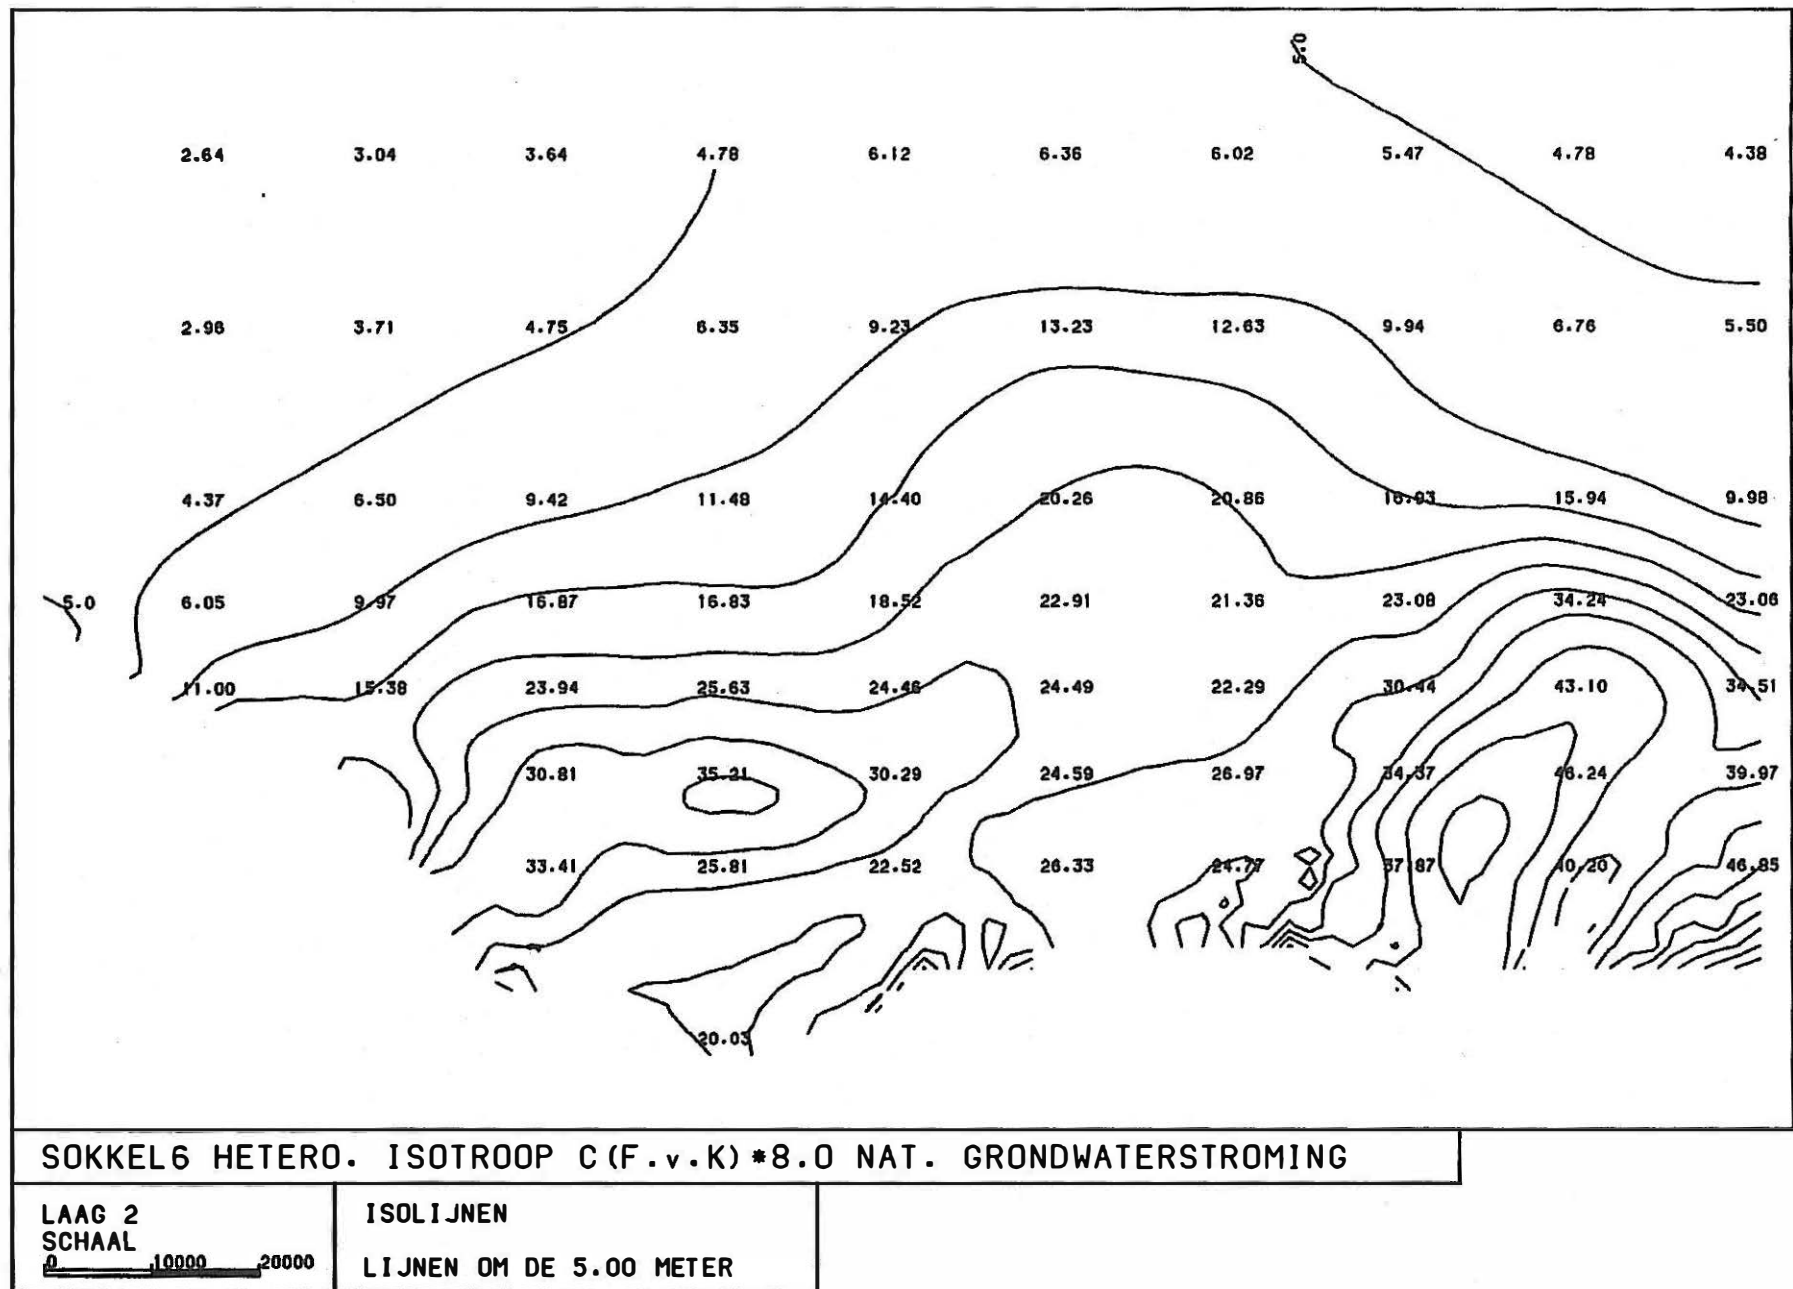 5.0
2.64 3.04 3.64 4.78 6.12 6.36 6.02 5.47 4.78 4.38
2.96 3.71 4.75 6.35 9.23 13.23 12.63 9.94 6.76 5.50
4.37 6.50 9.42 11.48 14.40 20.26 20.86 16.03 15.94 9.98
5.0 6.05 9.97 16.87 16.83 18.52 22.91 21.36 23.08 34.24 23.06
11.00 15.38 23.94 25.63 24.46 24.49 22.29 30.44 43.10 34.51
30.81 35.21 30.29 24.59 26.97 34.37 46.24 39.97
33.41 25.81 22.52 26.33 24.77 37.87 40.20 46.85
20.03
SOKKEL6 HETERO. ISOTROOP C(F.v.K)*8.0 NAT. GRONDWATERSTROMING
LAAG 2
SCHAAL
0 10000 20000
ISOLIJNEN
LIJNEN OM DE 5.00 METER